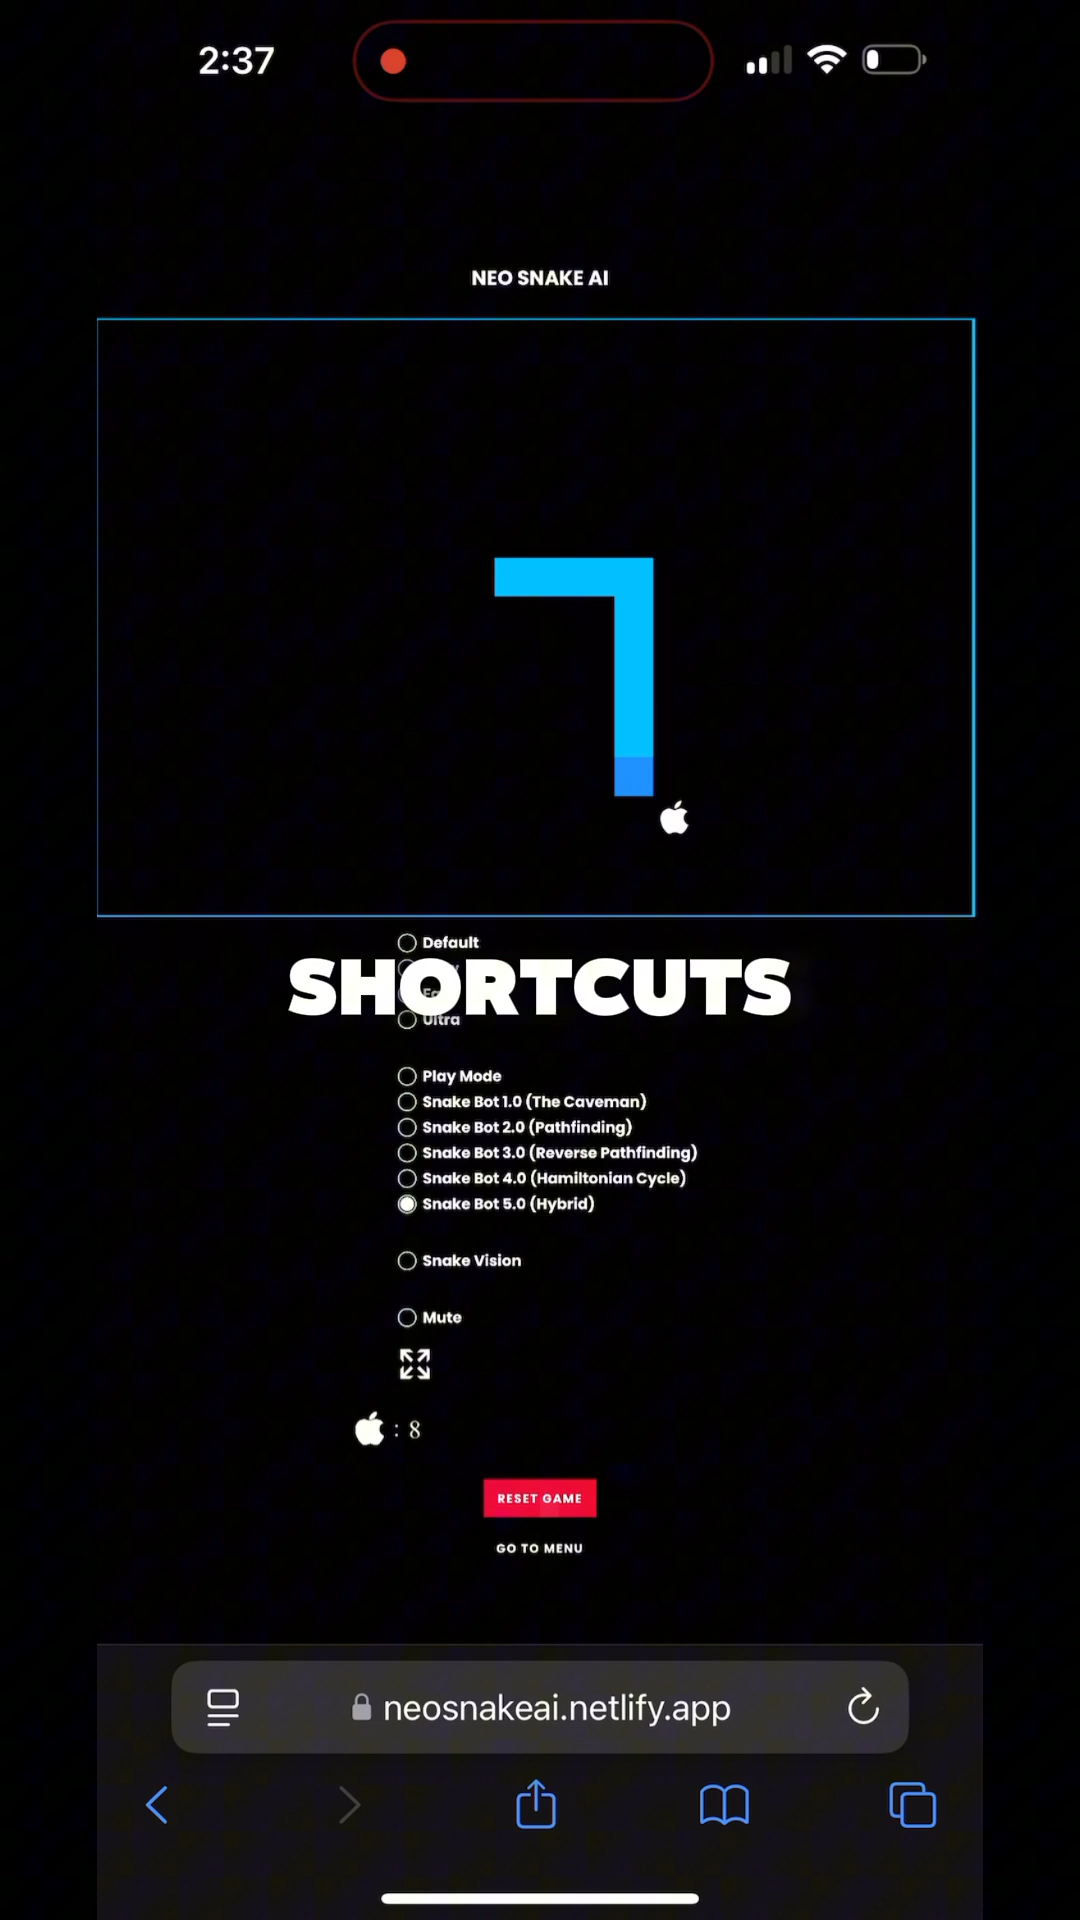 2:37
NEO SNAKE AI
Default
SHORTCUTS
Ultra
Play Mode
Snake Bot 1.0 (The Caveman)
Snake Bot 2.0 (Pathfinding)
Snake Bot 3.0 (Reverse Pathfinding)
Snake Bot 4.0 (Hamiltonian Cycle)
Snake Bot 5.0 (Hybrid)
Snake Vision
Mute
: 8
RESET GAME
GO TO MENU
neosnakeai.netlify.app